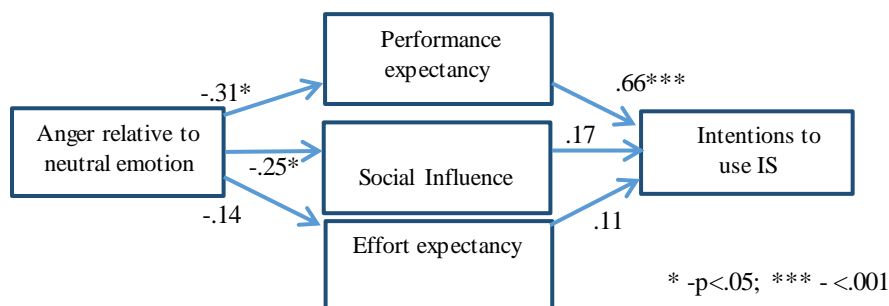 Performance
expectancy
-.31*
.66***
Anger relative to
neutral emotion
-.25*
Social Influence
.17
Intentions to
use IS
-.14
Effort expectancy
.11
* -p<.05; *** - <.001